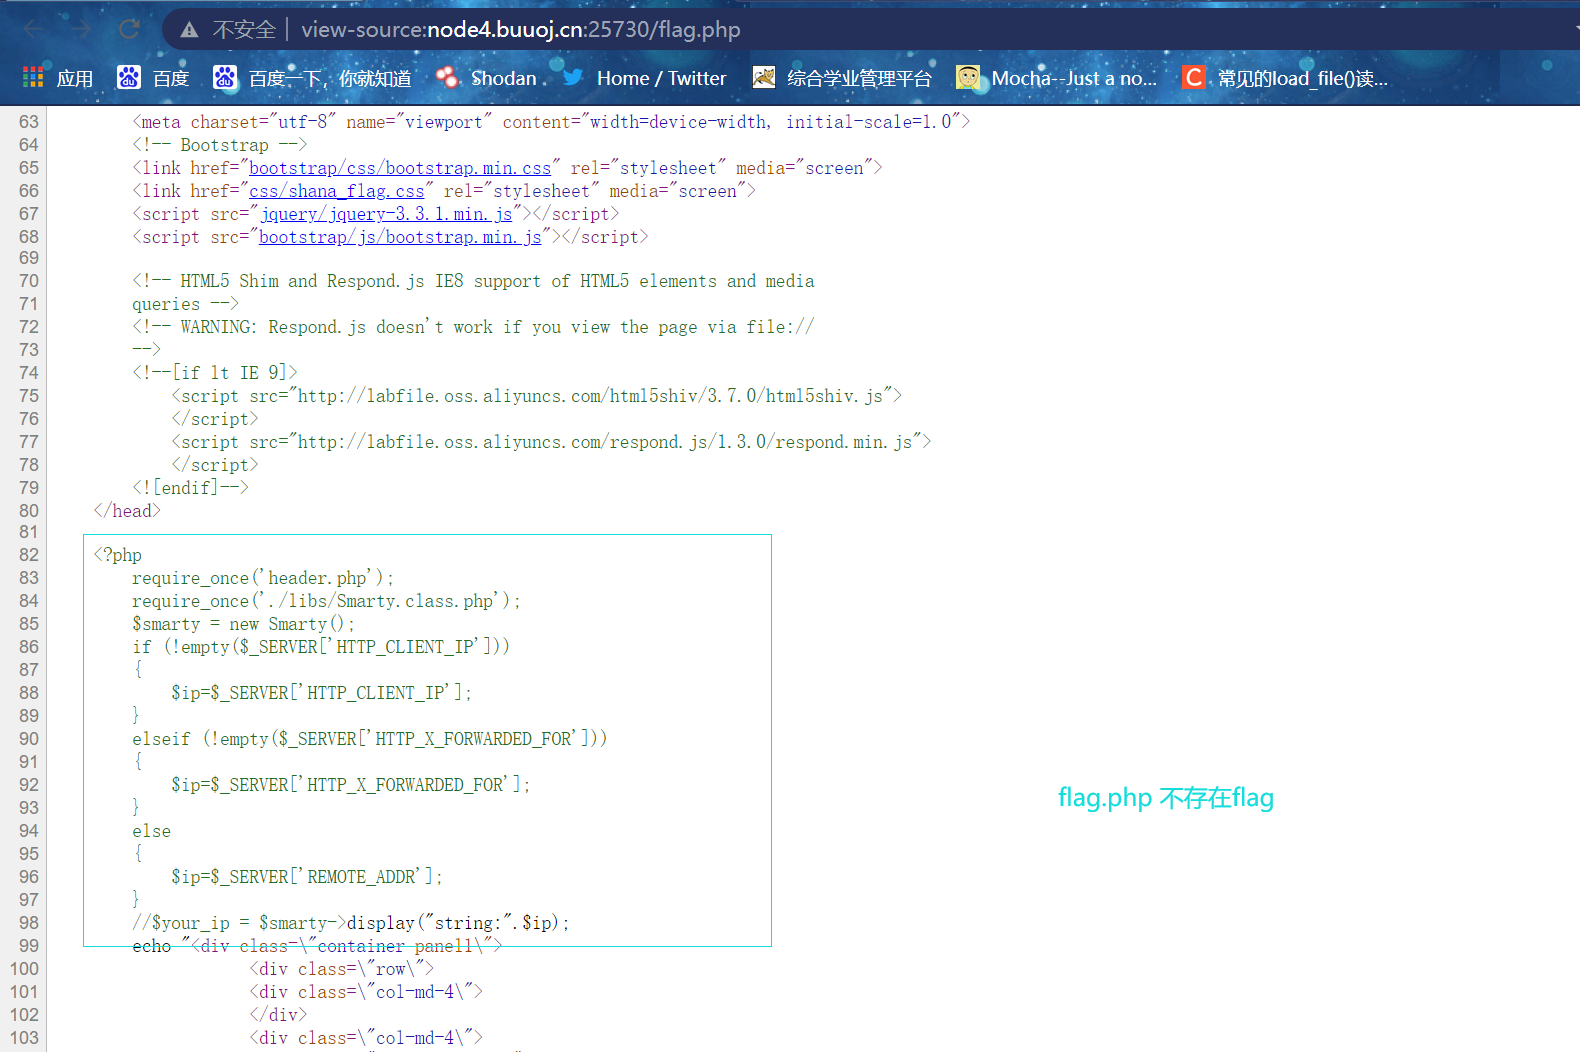 不安全 | view-source:node4.buuoj.cn:25730/flag.php
应用 百度 百度一下，你就知道 Shodan Home / Twitter 综合学业管理平台 Mocha--Just a no... C 常见的load_file()读...
63 <meta charset="utf-8" name="viewport" content="width=device-width, initial-scale=1.0">
64 <!-- Bootstrap -->
65 <link href="bootstrap/css/bootstrap.min.css" rel="stylesheet" media="screen">
66 <link href="css/shana_flag.css" rel="stylesheet" media="screen">
67 <script src="jquery/jquery-3.3.1.min.js"></script>
68 <script src="bootstrap/js/bootstrap.min.js"></script>
69
70 <!-- HTML5 Shim and Respond.js IE8 support of HTML5 elements and media
71 queries -->
72 <!-- WARNING: Respond.js doesn't work if you view the page via file://
73 -->
74 <!--[if lt IE 9]>
75 <script src="http://labfile.oss.aliyuncs.com/html5shiv/3.7.0/html5shiv.js">
76 </script>
77 <script src="http://labfile.oss.aliyuncs.com/respond.js/1.3.0/respond.min.js">
78 </script>
79 <![endif]-->
80 </head>
81
82 <?php
83 require_once('header.php');
84 require_once('./libs/Smarty.class.php');
85 $smarty = new Smarty();
86 if (!empty($_SERVER['HTTP_CLIENT_IP']))
87 {
88 $ip=$_SERVER['HTTP_CLIENT_IP'];
89 }
90 elseif (!empty($_SERVER['HTTP_X_FORWARDED_FOR']))
91 {
92 $ip=$_SERVER['HTTP_X_FORWARDED_FOR'];
93 }
94 else
95 {
96 $ip=$_SERVER['REMOTE_ADDR'];
97 }
98 //$your_ip = $smarty->display("string:".$ip);
99 echo "<div class=\"container panel1\">
100 <div class=\"row\">
101 <div class=\"col-md-4\">
102 </div>
103 <div class=\"col-md-4\">
flag.php 不存在flag